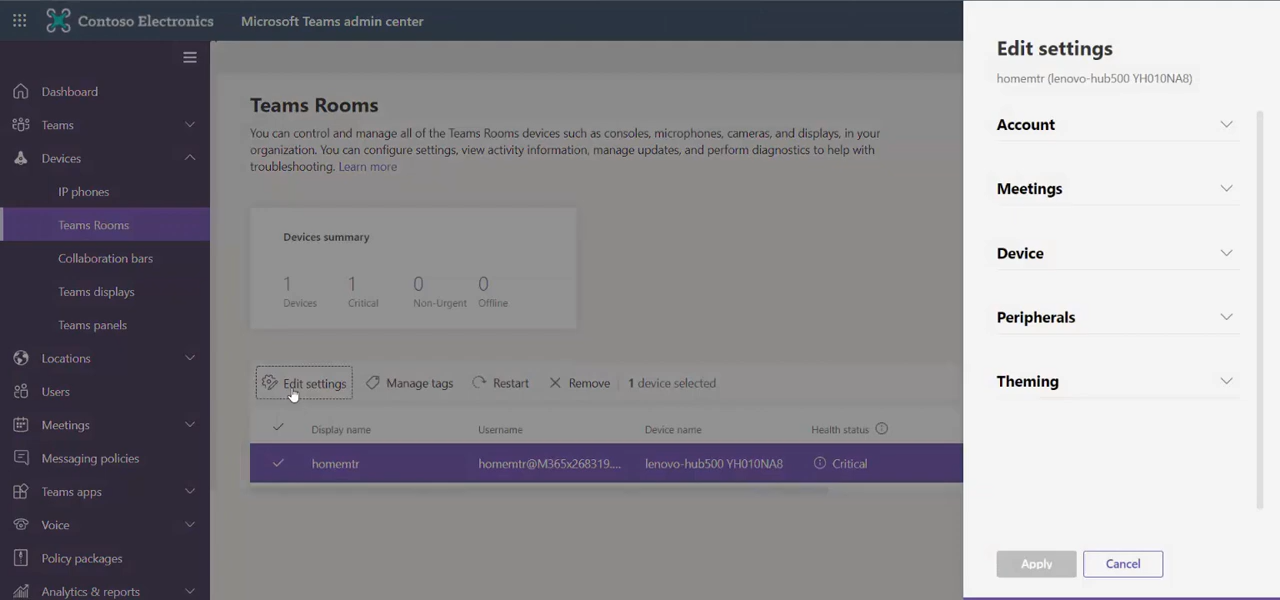 Contoso Electronics
Microsoft Teams admin center
Dashboard
Teams
Devices
IP phones
Teams Rooms
Collaboration bars
Teams displays
Teams panels
Locations
Users
Meetings
Messaging policies
Teams apps
Voice
Policy packages
Analytics & reports
Teams Rooms
You can control and manage all of the Teams Rooms devices such as consoles, microphones, cameras, and displays, in your
organization. You can configure settings, view activity information, manage updates, and perform diagnostics to help with
troubleshooting. Learn more
Devices summary
1 1 0 0
Devices Critical Non-Urgent Offline
Edit settings Manage tags Restart Remove 1 device selected
Display name Username Device name Health status
homemtr homemtr@M365x268319.... lenovo-hub500 YH010NA8 Critical
Edit settings
homemtr (lenovo-hub500 YH010NA8)
Account
Meetings
Device
Peripherals
Theming
Apply Cancel